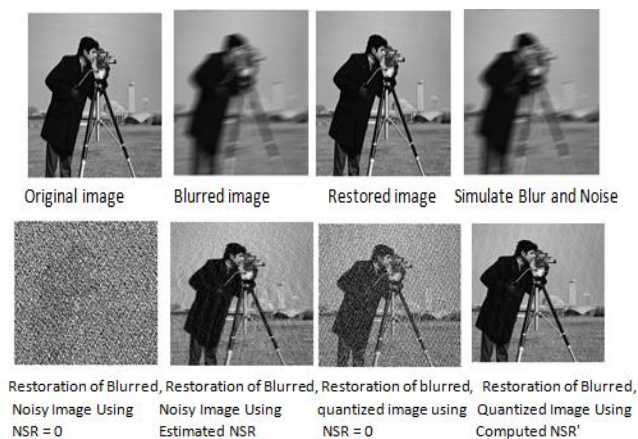 Original image
Blurred image
Restored image
Simulate Blur and Noise
Restoration of Blurred,
Noisy Image Using
NSR = 0
Restoration of Blurred,
Noisy Image Using
Estimated NSR
Restoration of blurred,
quantized image using
NSR = 0
Restoration of Blurred,
Quantized Image Using
Computed NSR'